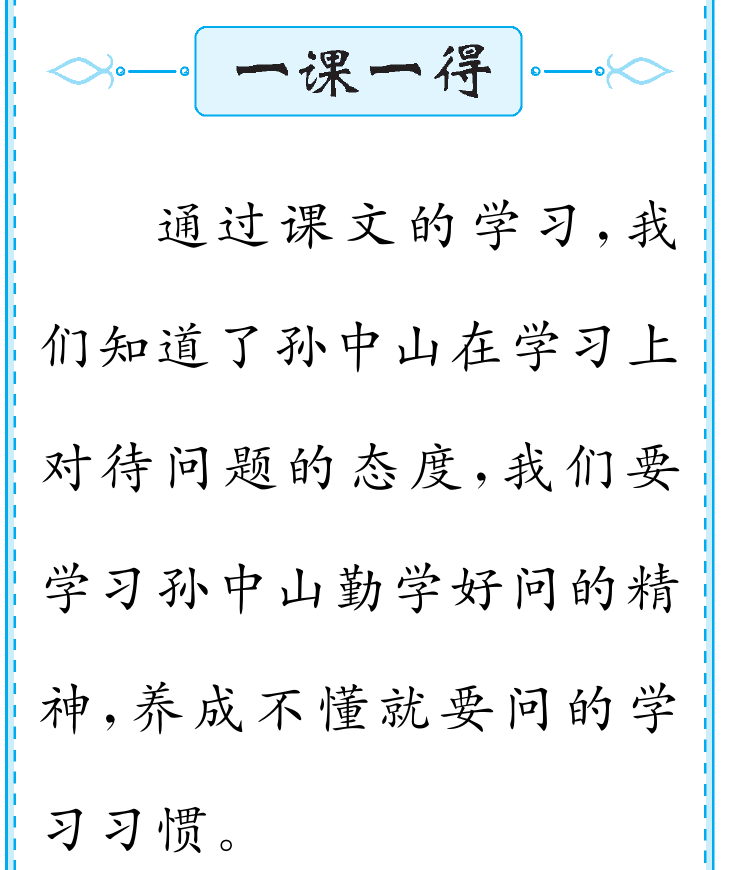 一课一得
通过课文的学习,我
们知道了孙中山在学习上
对待问题的态度,我们要
学习孙中山勤学好问的精
神,养成不懂就要问的学
习习惯。